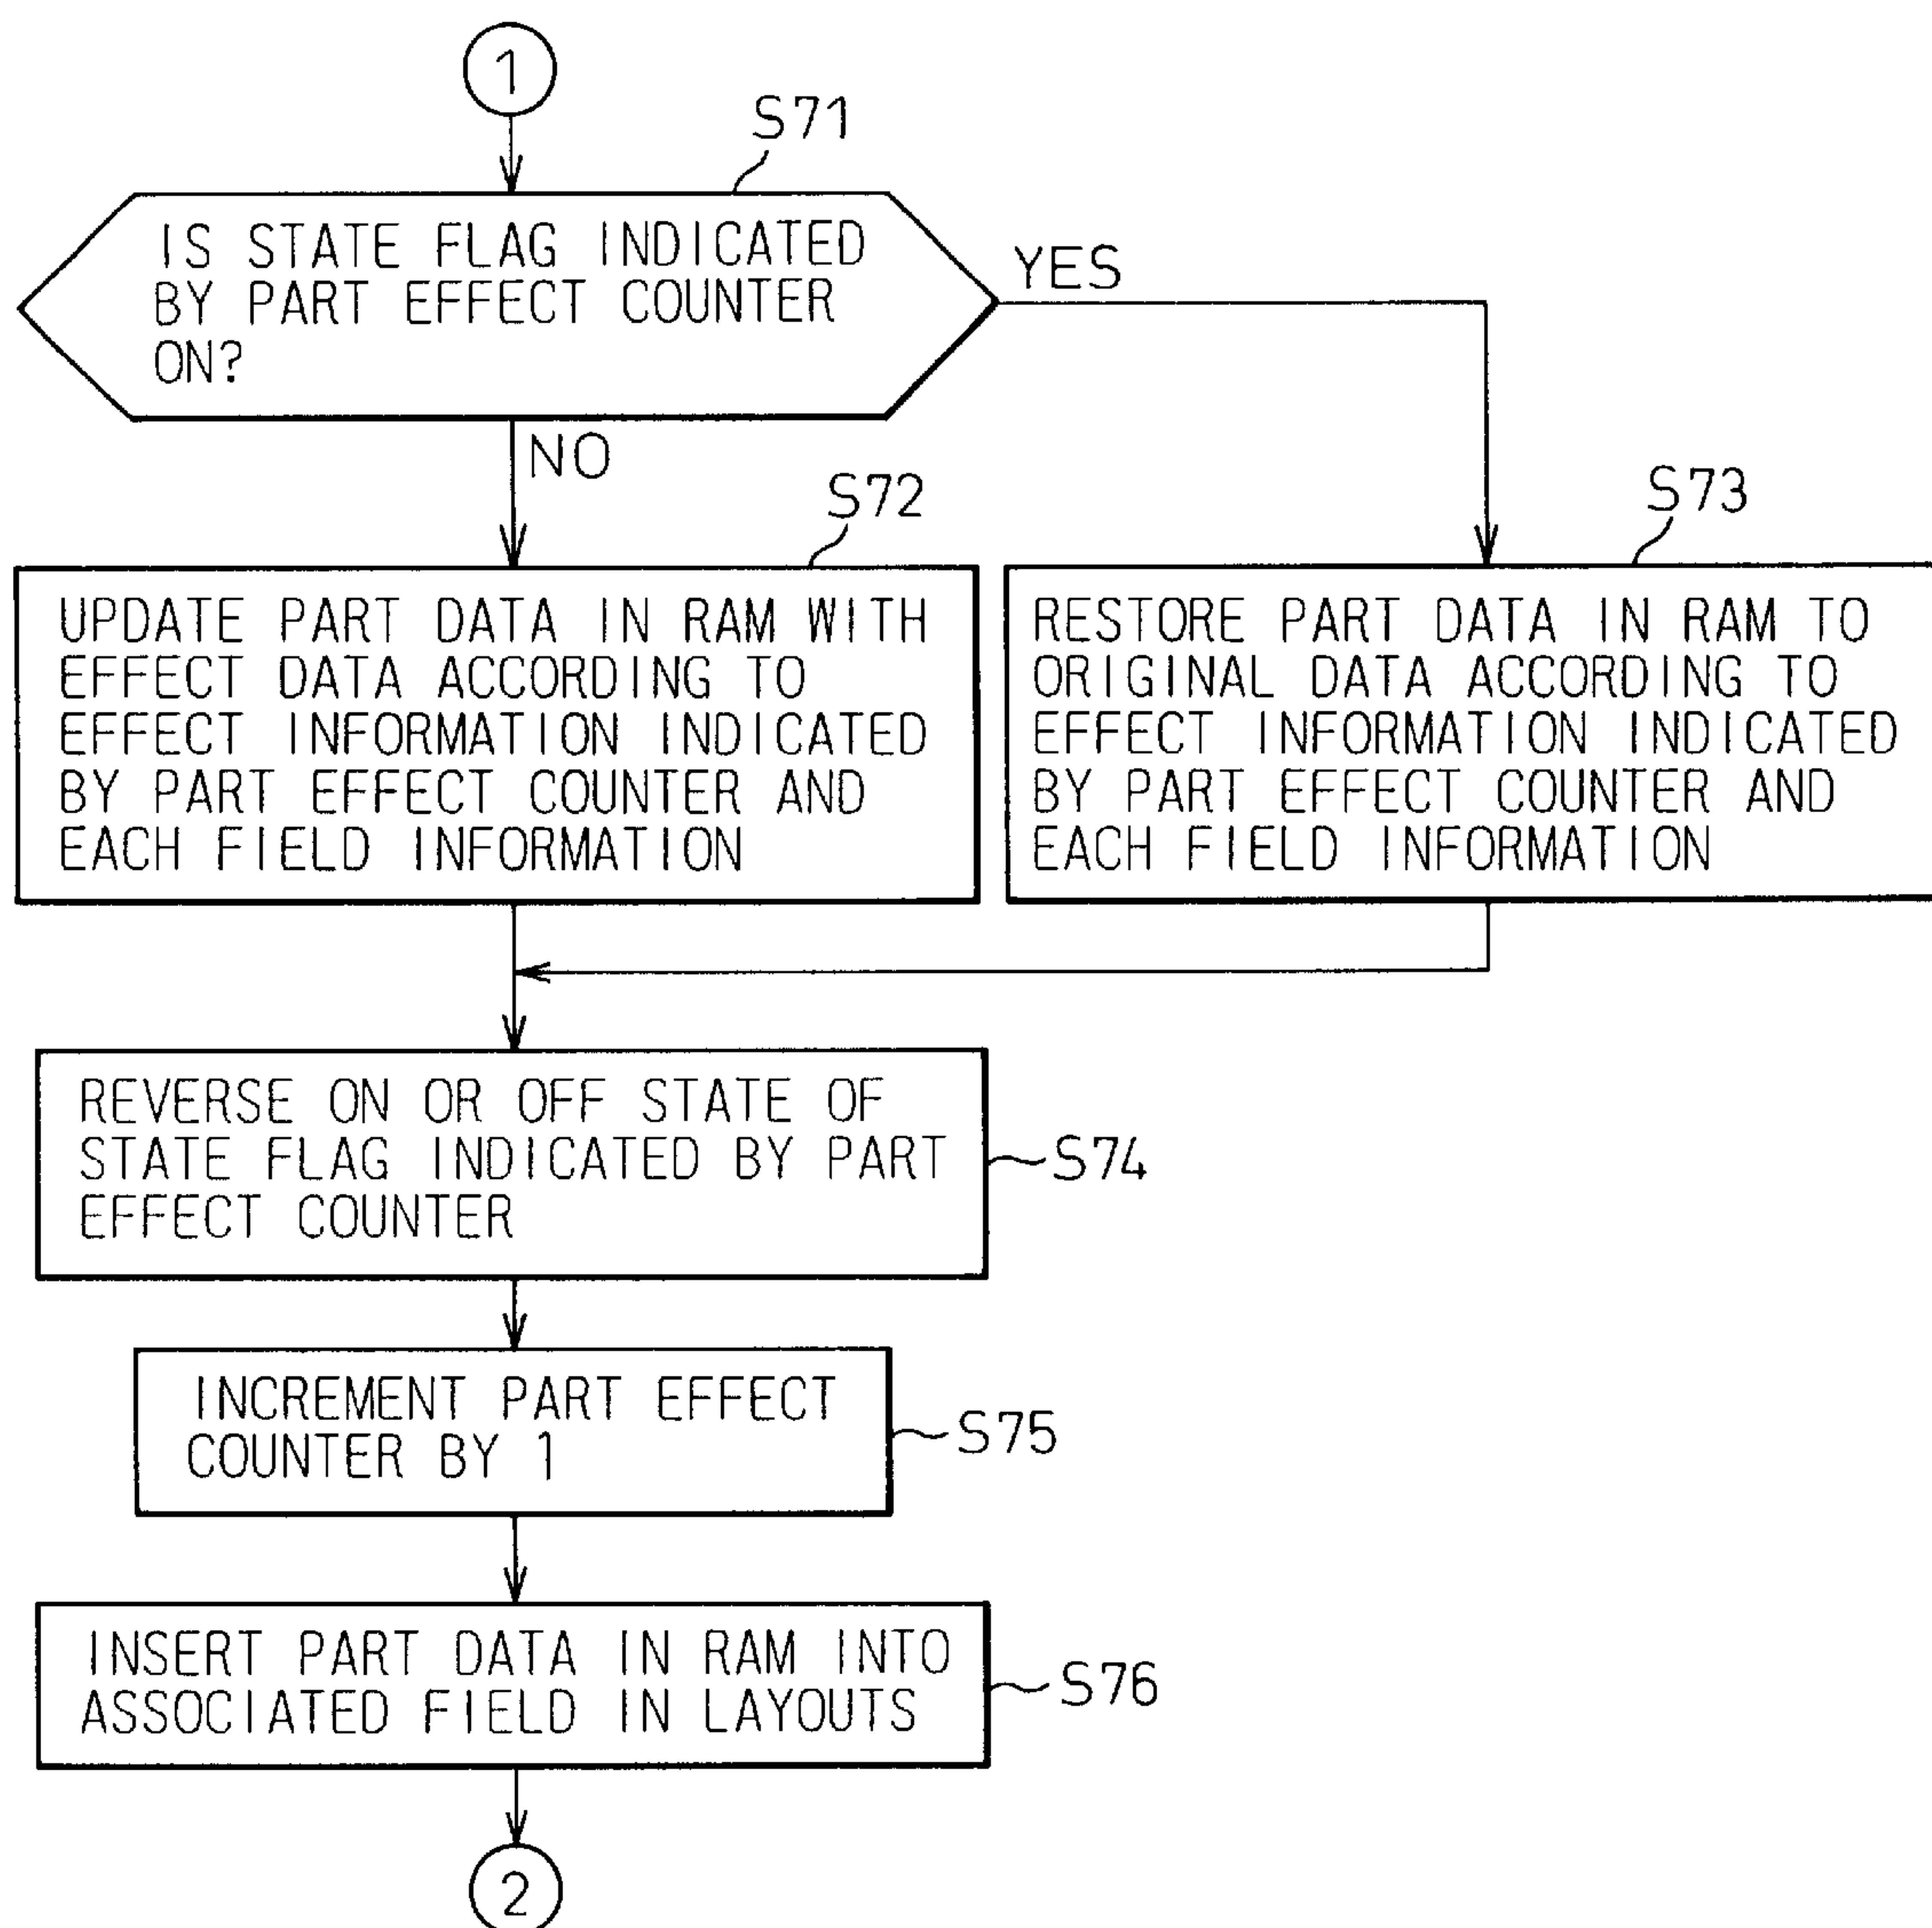 1
S71
IS STATE FLAG INDICATED
BY PART EFFECT COUNTER
ON?
YES
NO
S72
UPDATE PART DATA IN RAM WITH
EFFECT DATA ACCORDING TO
EFFECT INFORMATION INDICATED
BY PART EFFECT COUNTER AND
EACH FIELD INFORMATION
S73
RESTORE PART DATA IN RAM TO
ORIGINAL DATA ACCORDING TO
EFFECT INFORMATION INDICATED
BY PART EFFECT COUNTER AND
EACH FIELD INFORMATION
REVERSE ON OR OFF STATE OF
STATE FLAG INDICATED BY PART
EFFECT COUNTER
S74
INCREMENT PART EFFECT
COUNTER BY 1
S75
INSERT PART DATA IN RAM INTO
ASSOCIATED FIELD IN LAYOUTS
S76
2